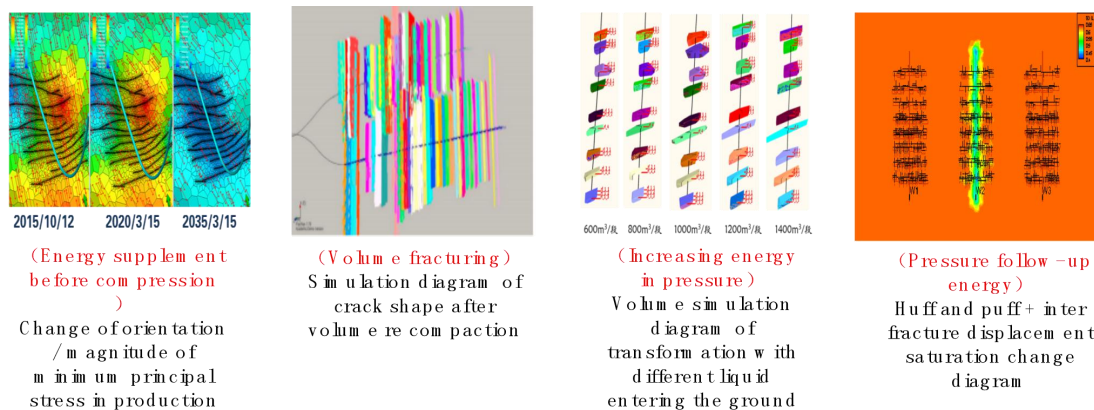 2015/10/12
2020/3/15
2035/3/15
(Energy supplement
before compression
)
Change of orientation
/magnitude of
minimum principal
stress in production
(Volume fracturing)
Simulation diagram of
crack shape after
volume recompaction
600m³/段
800m³/段
1000m³/段
1200m³/段
1400m³/段
(Increasing energy
in pressure)
Volume simulation
diagram of
transformation with
different liquid
entering the ground
W1
W2
W3
(Pressure follow-up
energy)
Huff and puff + inter
fracture displacement
saturation change
diagram